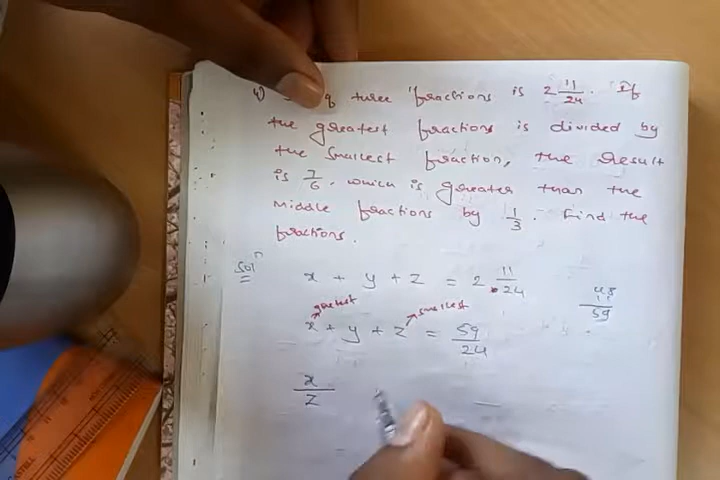 of three fractions is 2 11/24. If
the greatest fractions is divided by
the smallest fraction, the result
is 7/6. which is greater than the
middle fractions by 1/3. Find the
fractions.
Solⁿ x + y + z = 2 11/24
48
11
59
greatest smallest
x + y + z = 59/24
x/z